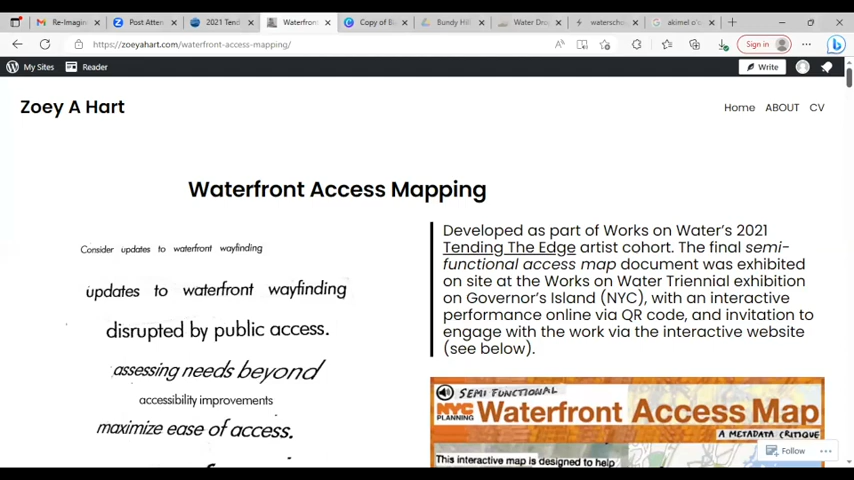 M Re-Imagin
Post Atten
2021 Tend
Waterfront
Copy of B
Bundy Hil
Water Dro
waterscho
akimel o'
https://zoeyahart.com/waterfront-access-mapping/
Sign in
My Sites
Reader
Write
Zoey A Hart
Home ABOUT CV
Waterfront Access Mapping
Consider updates to waterfront wayfinding
updates to waterfront wayfinding
disrupted by public access.
assessing needs beyond
accessibility improvements
maximize ease of access.
Developed as part of Works on Water's 2021
Tending The Edge artist cohort. The final semi-
functional access map document was exhibited
on site at the Works on Water Triennial exhibition
on Governor's Island (NYC), with an interactive
performance online via QR code, and invitation to
engage with the work via the interactive website
(see below).
SEMI FUNCTIONAL
NYC PLANNING Waterfront Access Map
A METADATA CRITIQUE
This interactive map is designed to help
Follow